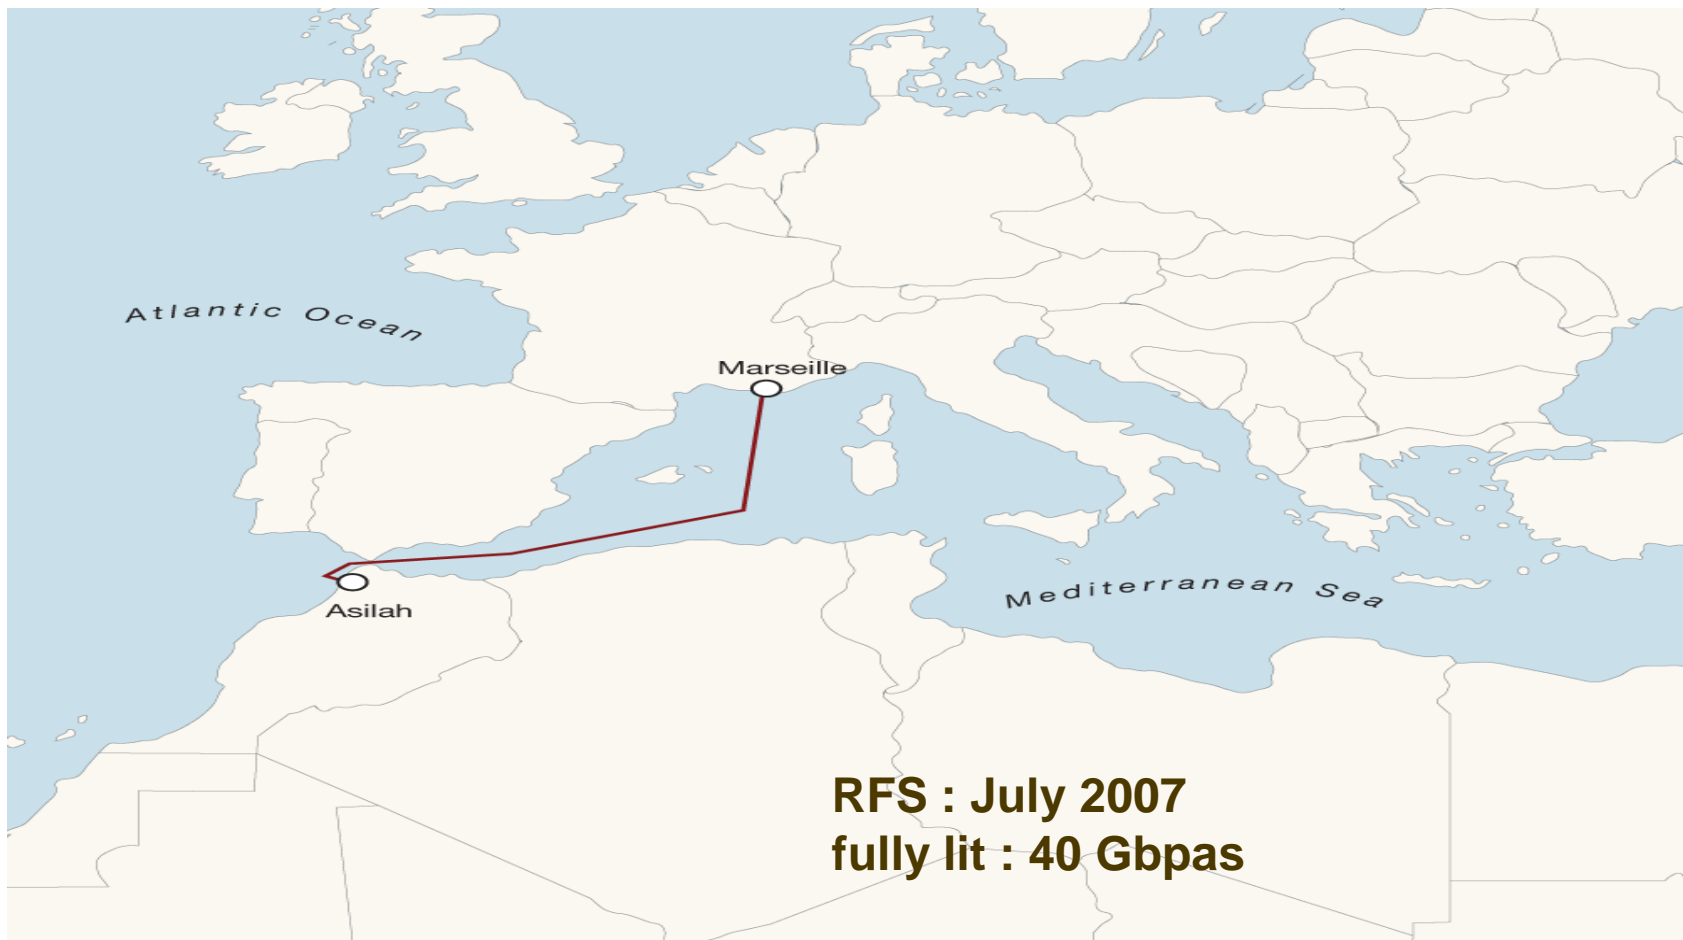 Atlantic Ocean
Marseille
Mediterranean Sea
Asilah
RFS : July 2007
fully lit : 40 Gbpas